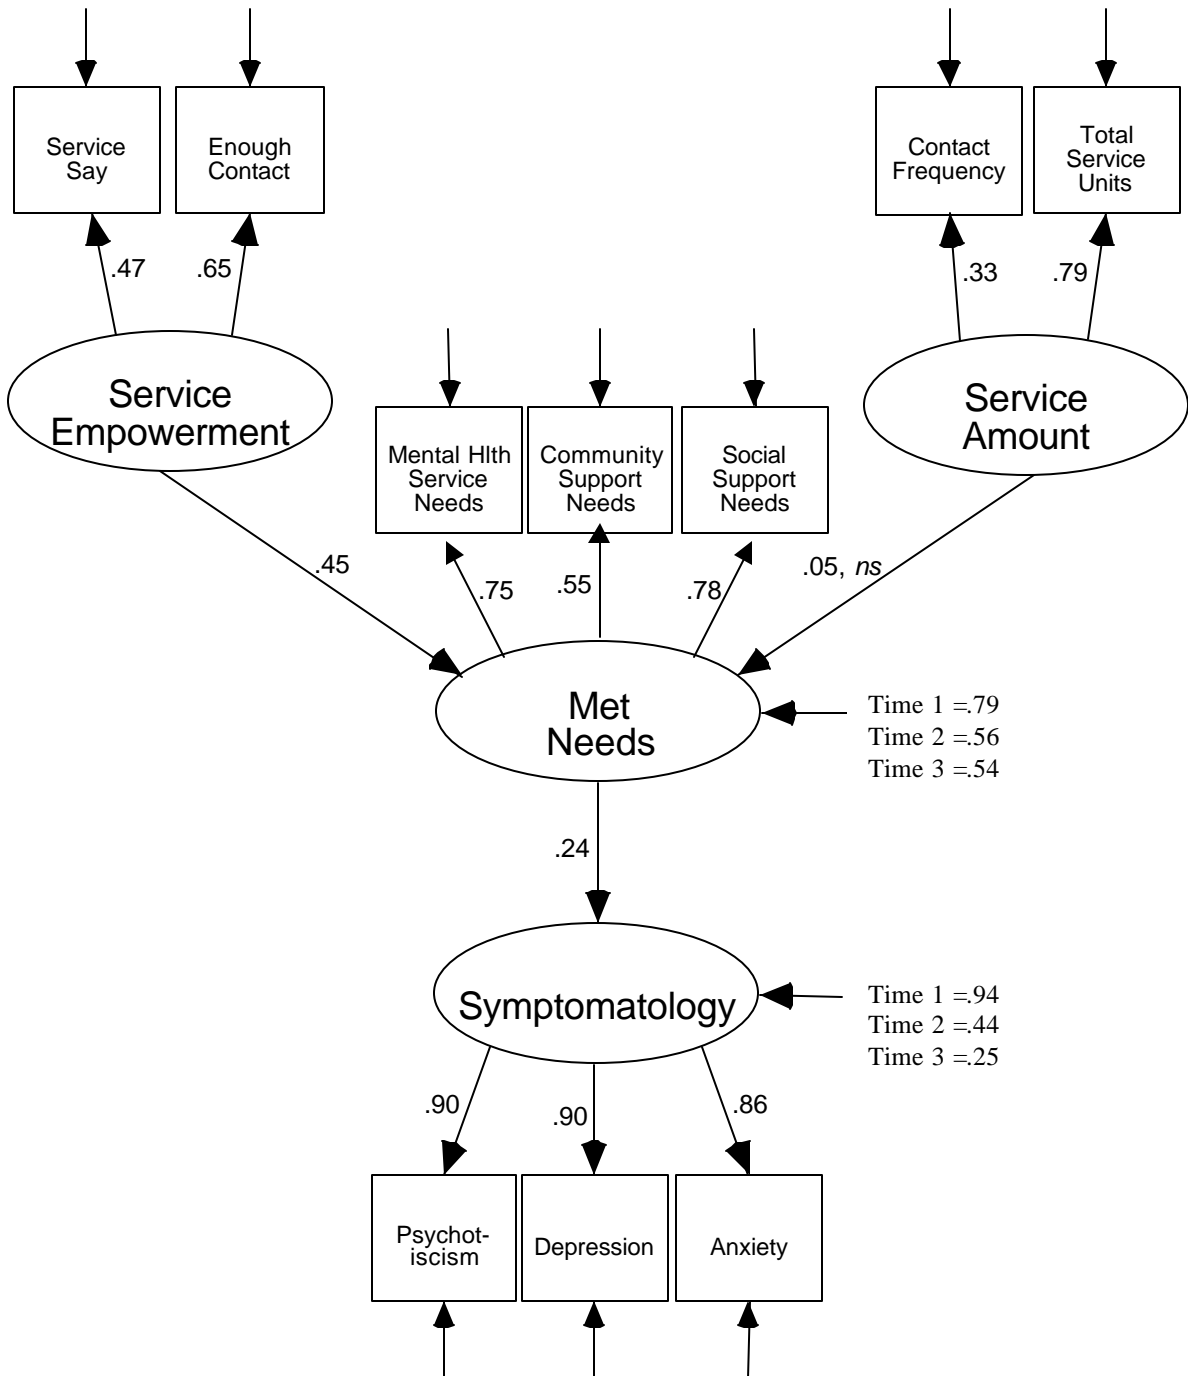 Service
Say
Enough
Contact
Contact
Frequency
Total
Service
Units
.47
.65
.33
.79
Service
Empowerment
Service
Amount
Mental Hlth
Service
Needs
Community
Support
Needs
Social
Support
Needs
.45
.75
.55
.78
.05, ns
Met
Needs
Time 1 =.79
Time 2 =.56
Time 3 =.54
.24
Symptomatology
Time 1 =.94
Time 2 =.44
Time 3 =.25
.90
.90
.86
Psychot-
iscism
Depression
Anxiety